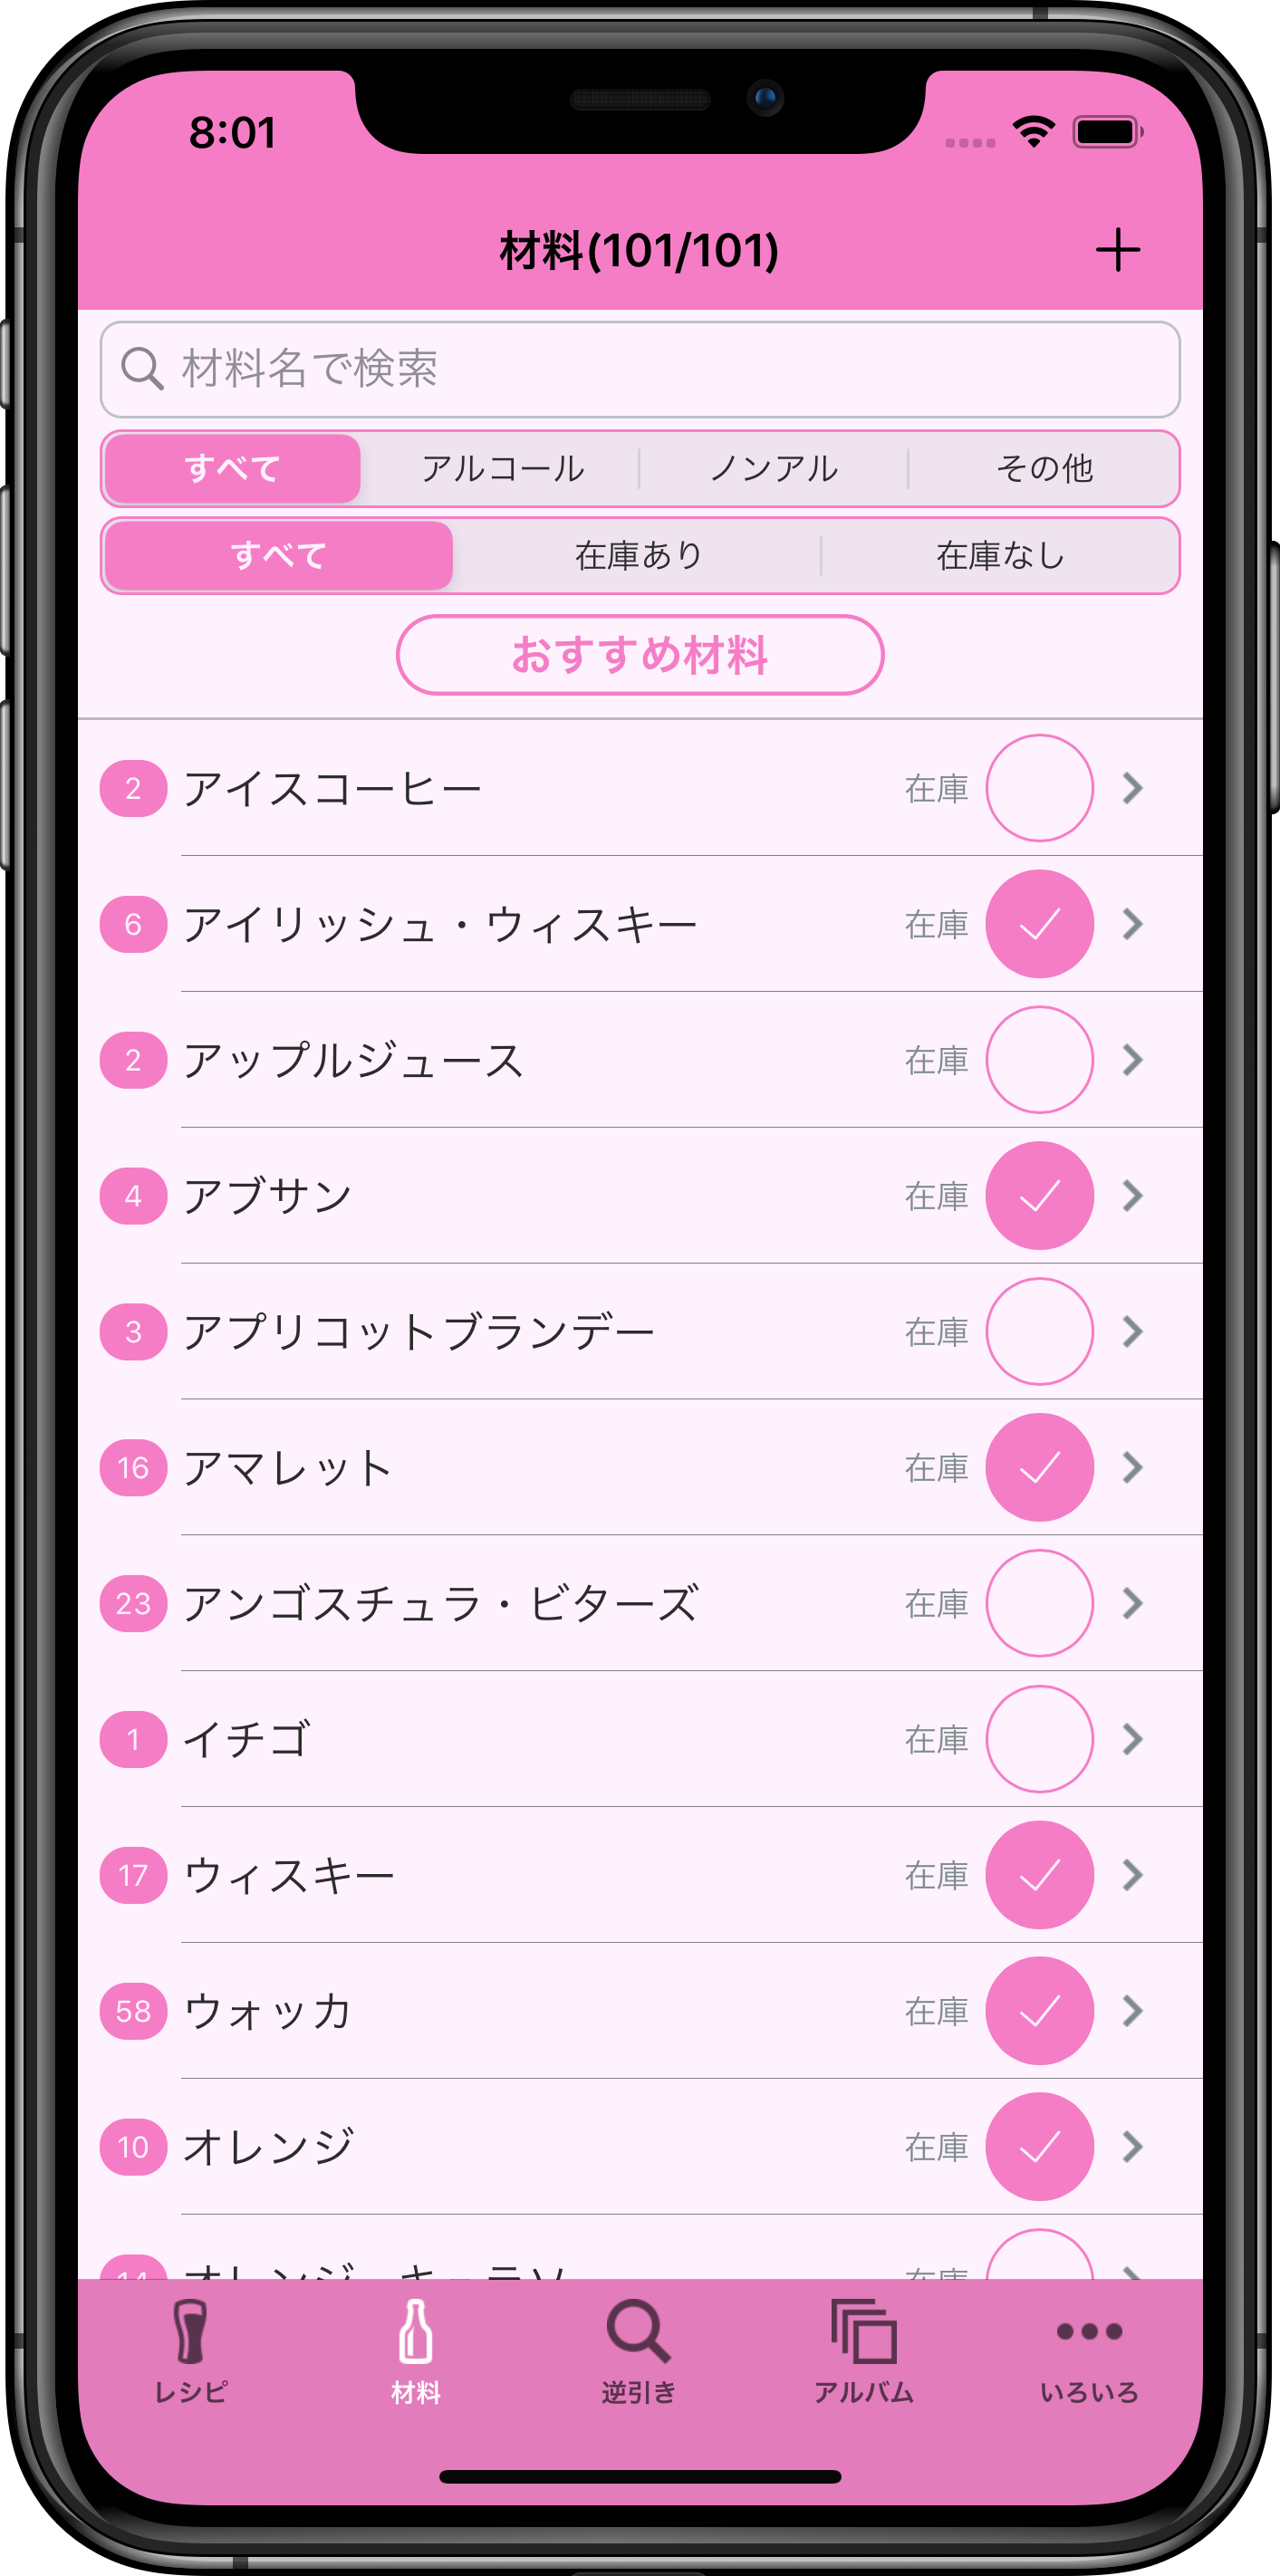 8:01
材料(101/101)
材料名で検索
すべて アルコール ノンアル その他
すべて 在庫あり 在庫なし
おすすめ材料
2 アイスコーヒー 在庫
6 アイリッシュ・ウィスキー 在庫
2 アップルジュース 在庫
4 アブサン 在庫
3 アプリコットブランデー 在庫
16 アマレット 在庫
23 アンゴスチュラ・ビターズ 在庫
1 イチゴ 在庫
17 ウィスキー 在庫
58 ウォッカ 在庫
10 オレンジ 在庫
レシピ 材料 逆引き アルバム いろいろ